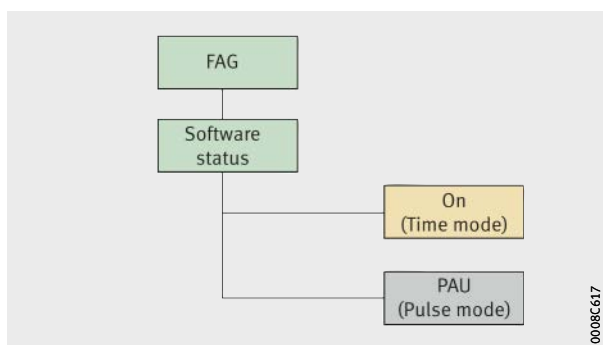 FAG
Software
status
On
(Time mode)
PAU
(Pulse mode)
0008C617